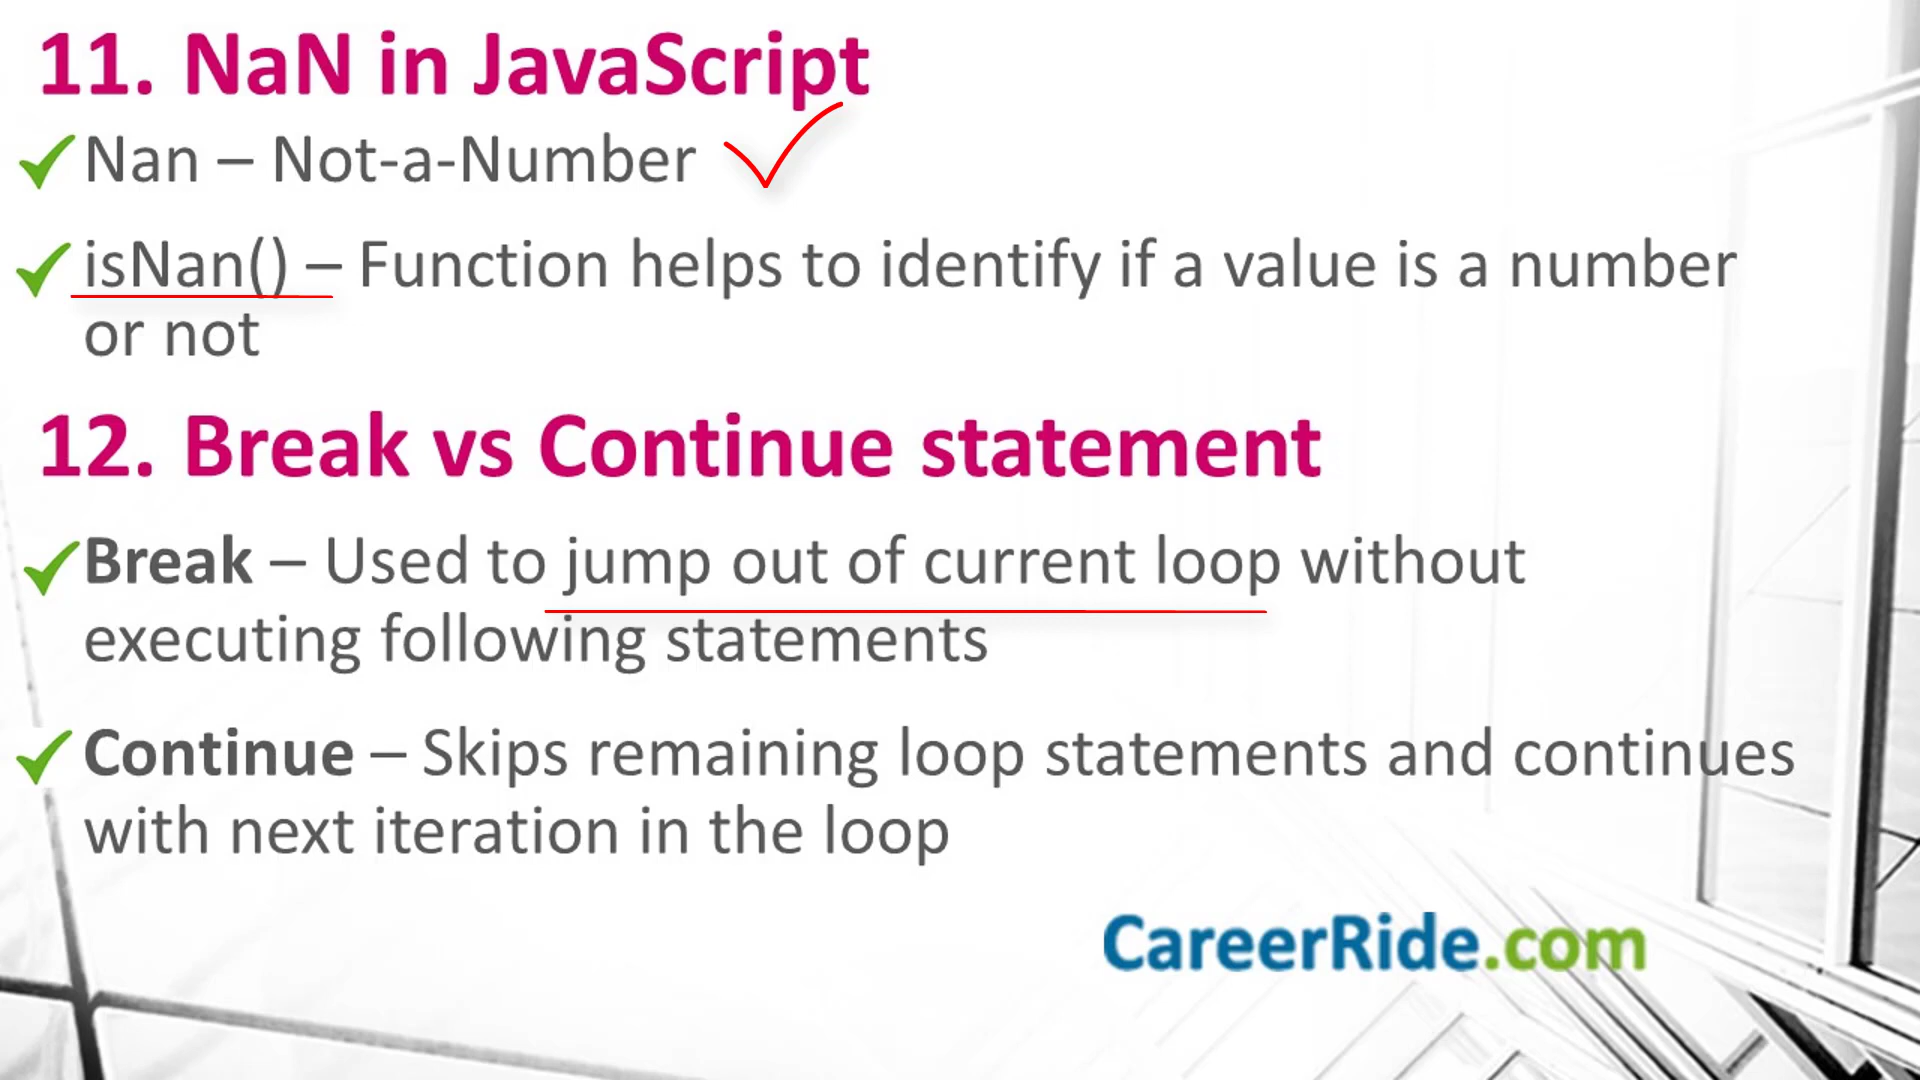 11. NaN in JavaScript
Nan – Not-a-Number
isNan() – Function helps to identify if a value is a number
or not
12. Break vs Continue statement
Break – Used to jump out of current loop without
executing following statements
Continue – Skips remaining loop statements and continues
with next iteration in the loop
CareerRide.com